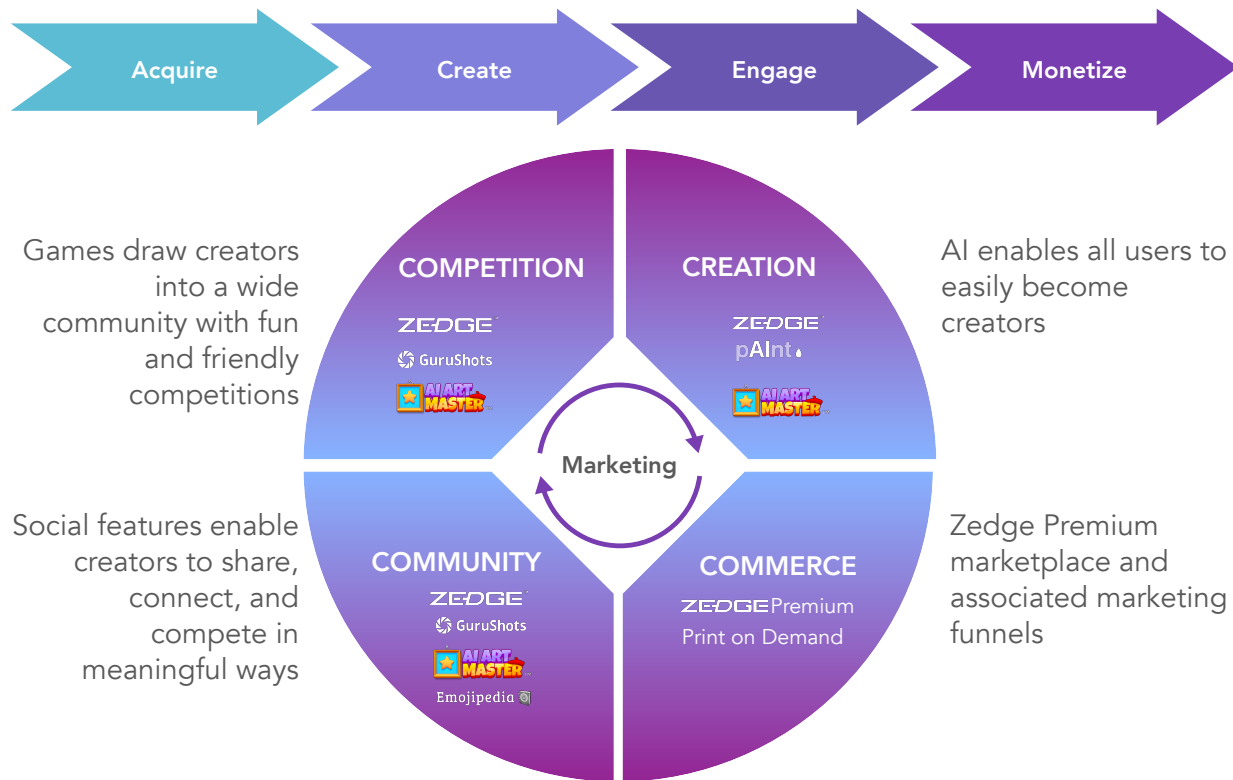 Acquire
Create
Engage
Monetize
Games draw creators
into a wide
community with fun
and friendly
competitions
COMPETITION
ZEDGE
GuruShots
AI ART
MASTER
CREATION
ZEDGE
pAInt
AI ART
MASTER
AI enables all users to
easily become
creators
Marketing
Social features enable
creators to share,
connect, and
compete in
meaningful ways
COMMUNITY
ZEDGE
GuruShots
AI ART
MASTER
Emojipedia
COMMERCE
ZEDGE Premium
Print on Demand
Zedge Premium
marketplace and
associated marketing
funnels